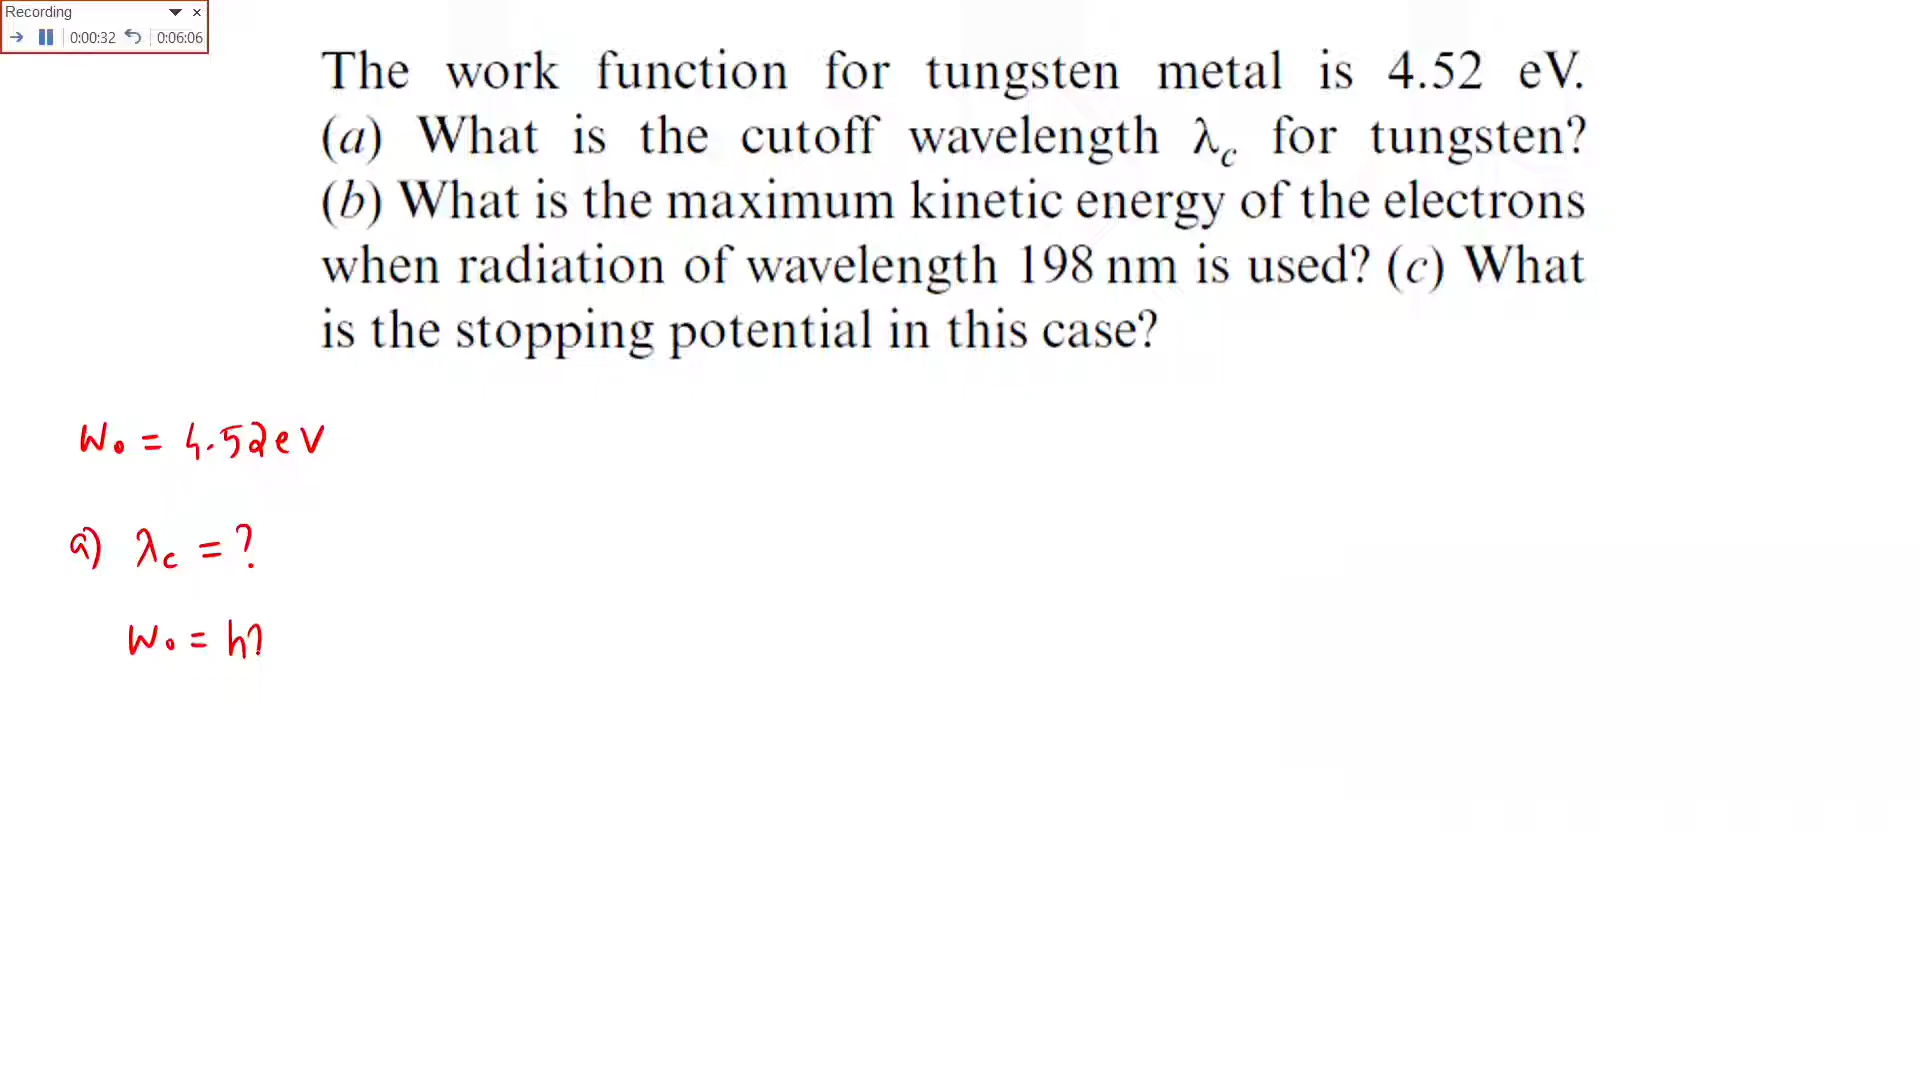 Recording
0:00:32 0:06:06
The work function for tungsten metal is 4.52 eV.
(a) What is the cutoff wavelength λc for tungsten?
(b) What is the maximum kinetic energy of the electrons
when radiation of wavelength 198 nm is used? (c) What
is the stopping potential in this case?
W₀ = 4.52eV
a) λc = ?
W₀ = h